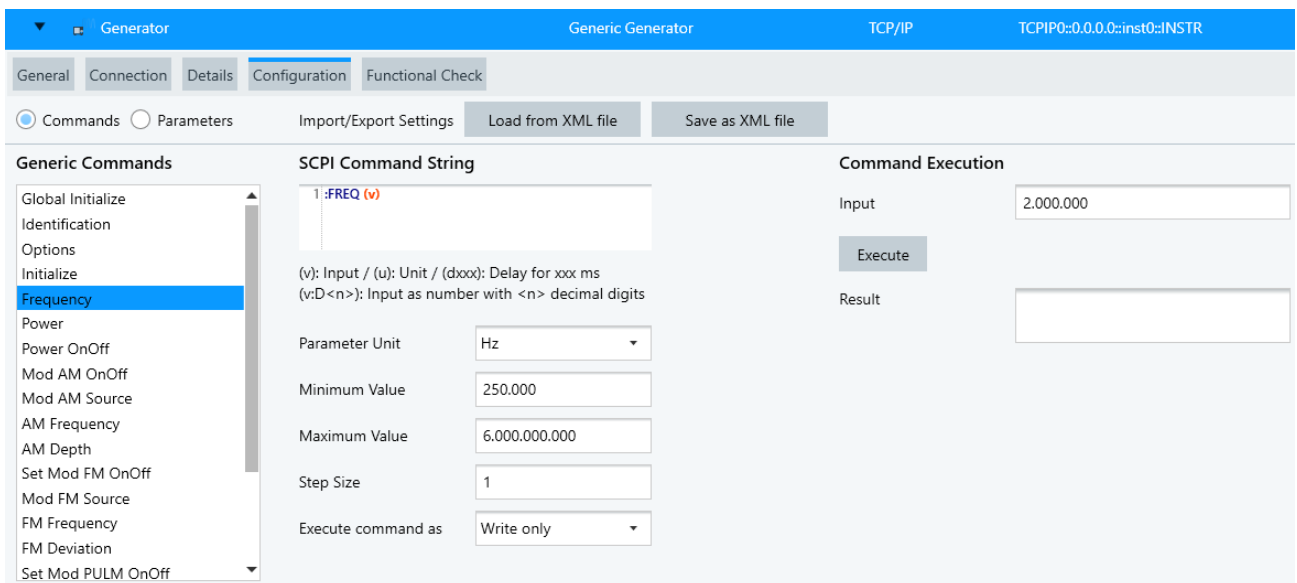 Generator Generic Generator TCP/IP TCPIP0::0.0.0.0::inst0::INSTR
General Connection Details Configuration Functional Check
Commands Parameters Import/Export Settings Load from XML file Save as XML file
Generic Commands
Global Initialize
Identification
Options
Initialize
Frequency
Power
Power OnOff
Mod AM OnOff
Mod AM Source
AM Frequency
AM Depth
Set Mod FM OnOff
Mod FM Source
FM Frequency
FM Deviation
Set Mod PULM OnOff
SCPI Command String
1 :FREQ (v)
(v): Input / (u): Unit / (dxxx): Delay for xxx ms
(v:D<n>): Input as number with <n> decimal digits
Parameter Unit Hz
Minimum Value 250.000
Maximum Value 6.000.000.000
Step Size 1
Execute command as Write only
Command Execution
Input 2.000.000
Execute
Result